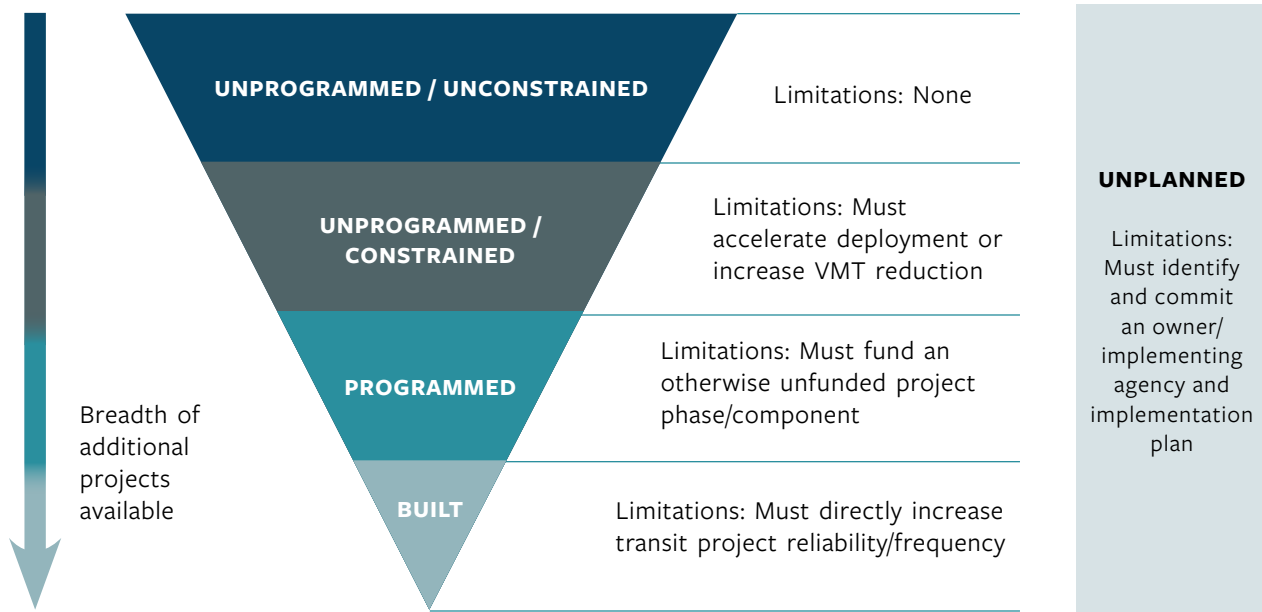 UNPROGRAMMED / UNCONSTRAINED
Limitations: None
UNPROGRAMMED /
CONSTRAINED
Limitations: Must
accelerate deployment or
increase VMT reduction
PROGRAMMED
Limitations: Must fund an
otherwise unfunded project
phase/component
BUILT
Limitations: Must directly increase
transit project reliability/frequency
Breadth of
additional
projects
available
UNPLANNED
Limitations:
Must identify
and commit
an owner/
implementing
agency and
implementation
plan